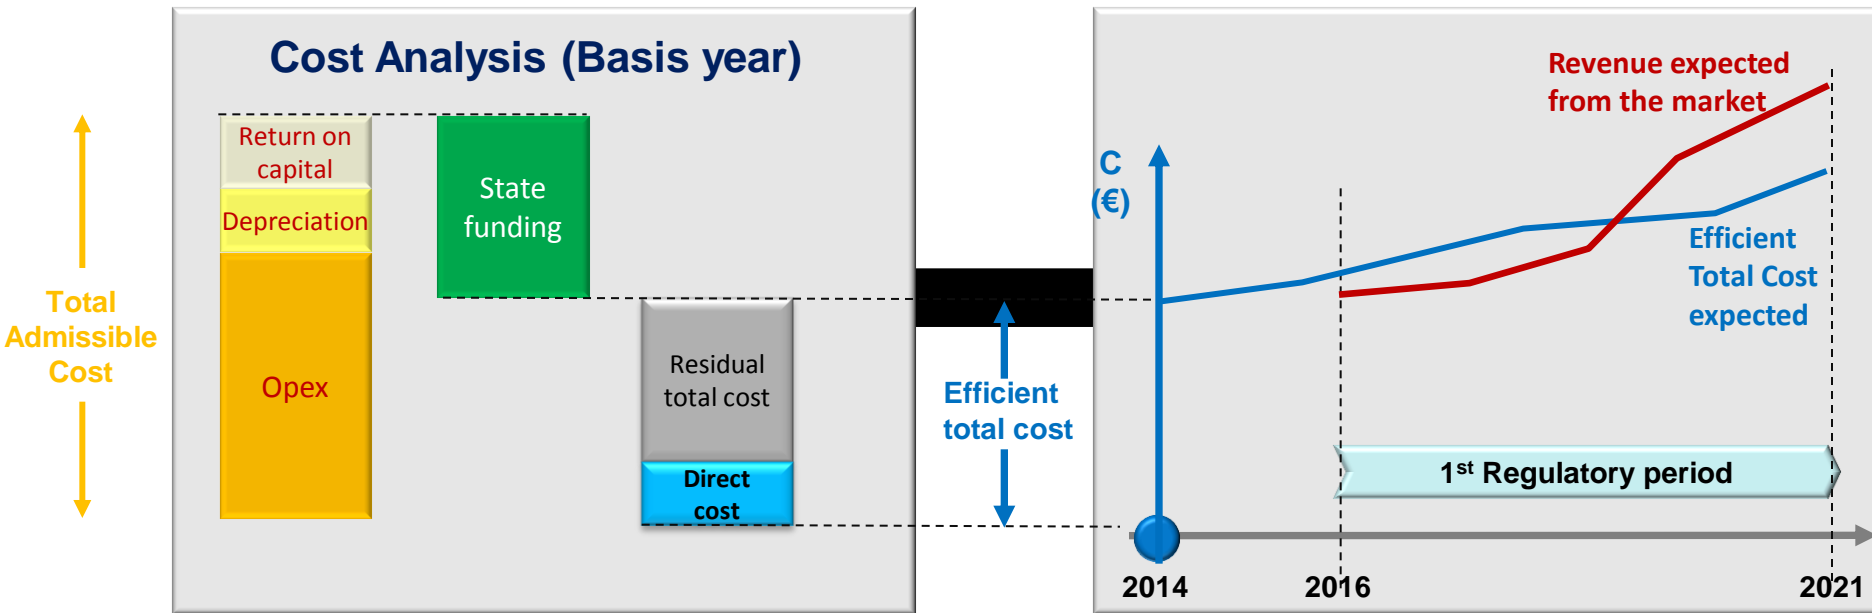 Cost Analysis (Basis year)
Return on
capital
Depreciation
Opex
Total
Admissible
Cost
State
funding
Residual
total cost
Direct
cost
Efficient
total cost
C
(€)
Revenue expected
from the market
Efficient
Total Cost
expected
1st Regulatory period
2014
2016
2021